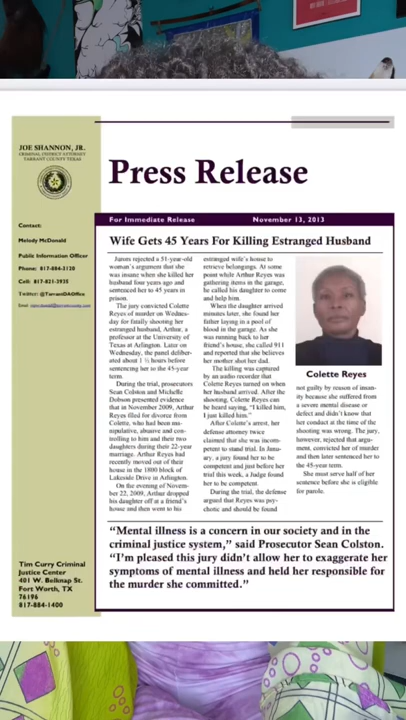 JOE SHANNON, JR.
CRIMINAL DISTRICT ATTORNEY
TARRANT COUNTY TEXAS
Contact:
Melody McDonald
Public Information Officer
Phone: 817-884-3128
Cell: 817-821-3935
Twitter: @TarrantDAOffice
Tim Curry Criminal
Justice Center
401 W. Belknap St.
Fort Worth, TX
76196
817-884-1400
Press Release
For Immediate Release November 13, 2013
Wife Gets 45 Years For Killing Estranged Husband
Jurors rejected a 51-year-old
woman's argument that she
was insane when she killed her
husband four years ago and
sentenced her to 45 years in
prison.
The jury convicted Colette
Reyes of murder on Wednes-
day for fatally shooting her
estranged husband, Arthur, a
professor at the University of
Texas at Arlington. Later on
Wednesday, the panel deliber-
ated about 1 ½ hours before
sentencing her to the 45-year
term.
During the trial, prosecutors
Sean Colston and Michelle
Dobson presented evidence
that in November 2009, Arthur
Reyes filed for divorce from
Colette, who had been ma-
nipulative, abusive and con-
trolling to him and their two
daughters during their 22-year
marriage. Arthur Reyes had
recently moved out of their
house in the 1800 block of
Lakeside Drive in Arlington.
On the evening of Novem-
ber 22, 2009, Arthur dropped
his daughter off at a friend's
house and then went to his
estranged wife's house to
retrieve belongings. At some
point while Arthur Reyes was
gathering items in the garage,
he called his daughter to come
and help him.
When the daughter arrived
minutes later, she found her
father laying in a pool of
blood in the garage. As she
was running back to her
friend's house, she called 911
and reported that she believes
her mother shot her dad.
The killing was captured
by an audio recorder that
Colette Reyes turned on when
her husband arrived. After the
shooting, Colette Reyes can
be heard saying, "I killed him,
I just killed him."
After Colette's arrest, her
defense attorney twice
claimed that she was incom-
petent to stand trial. In Janu-
ary, a jury found her to be
competent and just before her
trial this week, a Judge found
her to be competent.
During the trial, the defense
argued that Reyes was psy-
chotic and should be found
Colette Reyes
not guilty by reason of insan-
ity because she suffered from
a severe mental disease or
defect and didn't know that
her conduct at the time of the
shooting was wrong. The jury,
however, rejected that argu-
ment, convicted her of murder
and then later sentenced her to
the 45-year term.
She must serve half of her
sentence before she is eligible
for parole.
"Mental illness is a concern in our society and in the
criminal justice system," said Prosecutor Sean Colston.
"I'm pleased this jury didn't allow her to exaggerate her
symptoms of mental illness and held her responsible for
the murder she committed."